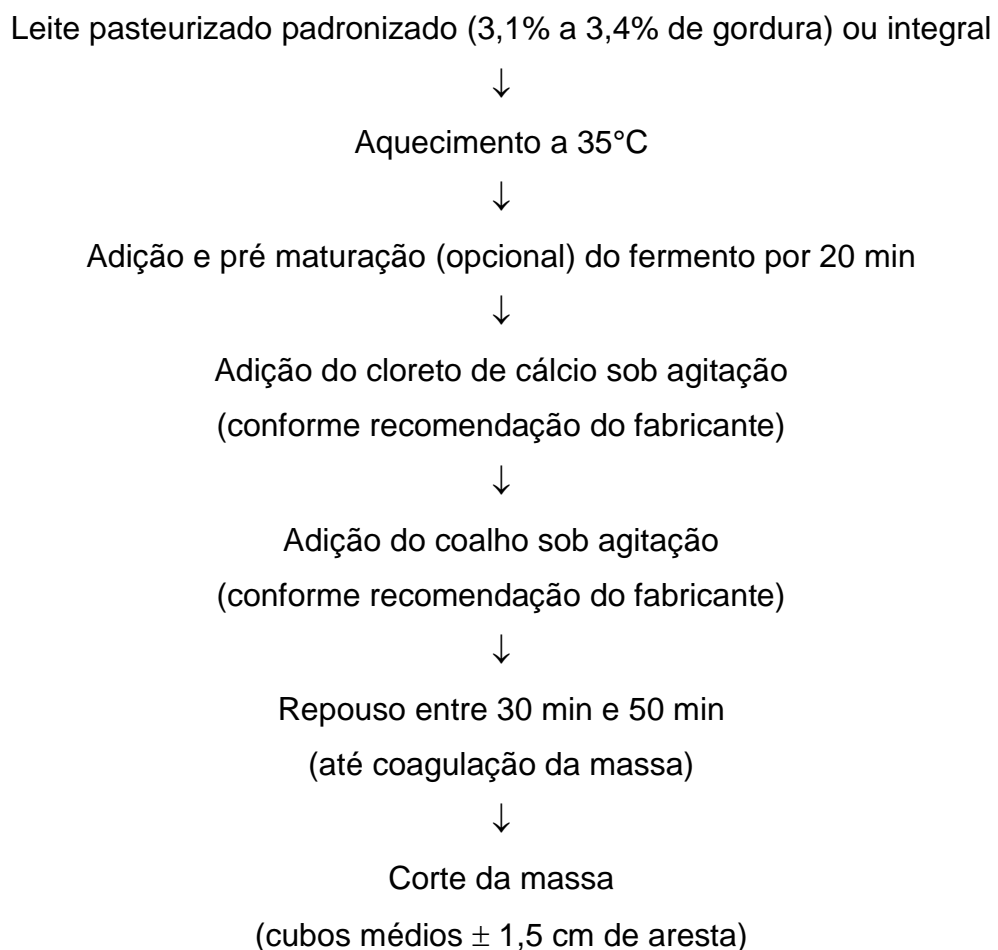 Leite pasteurizado padronizado (3,1% a 3,4% de gordura) ou integral
↓
Aquecimento a 35°C
↓
Adição e pré maturação (opcional) do fermento por 20 min
↓
Adição do cloreto de cálcio sob agitação
(conforme recomendação do fabricante)
↓
Adição do coalho sob agitação
(conforme recomendação do fabricante)
↓
Repouso entre 30 min e 50 min
(até coagulação da massa)
↓
Corte da massa
(cubos médios ± 1,5 cm de aresta)